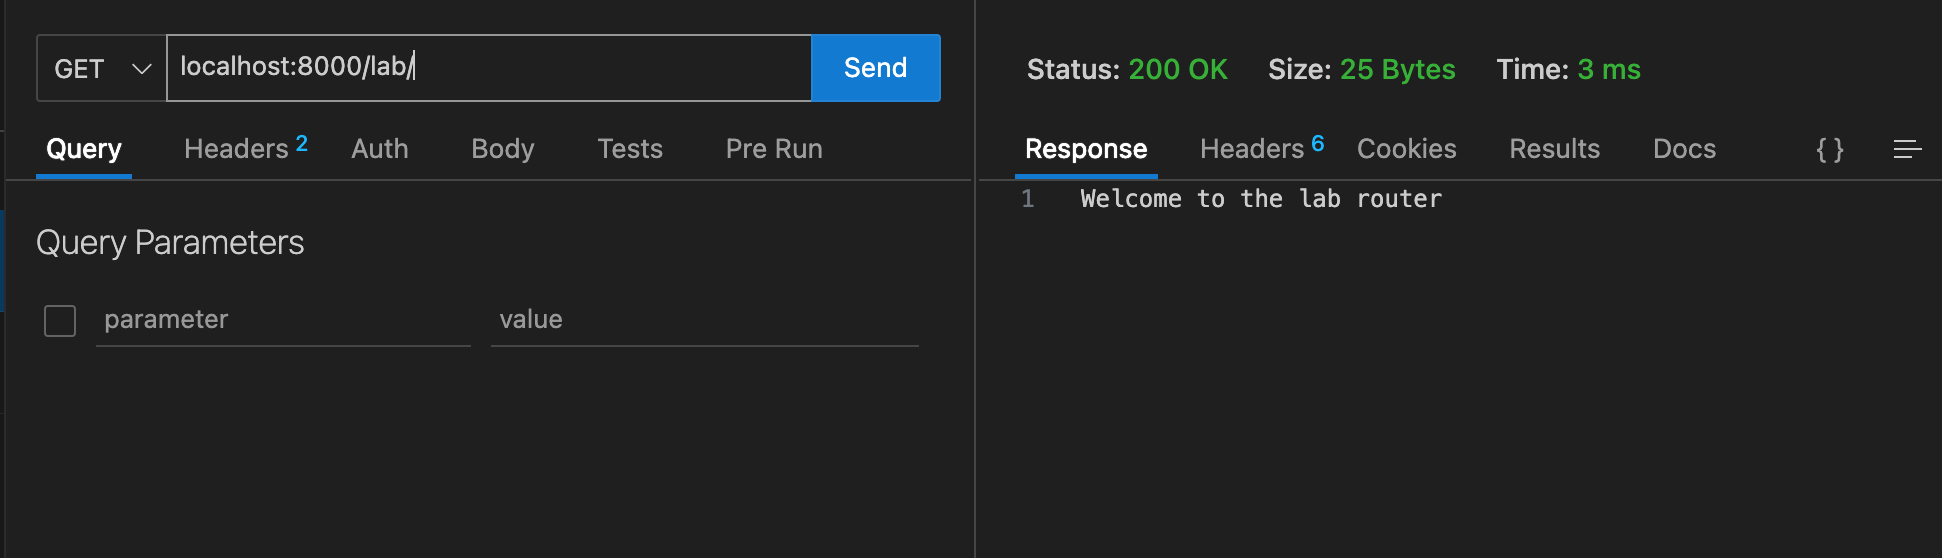 GET localhost:8000/lab/ Send
Query Headers 2 Auth Body Tests Pre Run
Query Parameters
parameter value
Status: 200 OK Size: 25 Bytes Time: 3 ms
Response Headers 6 Cookies Results Docs { }
1 Welcome to the lab router